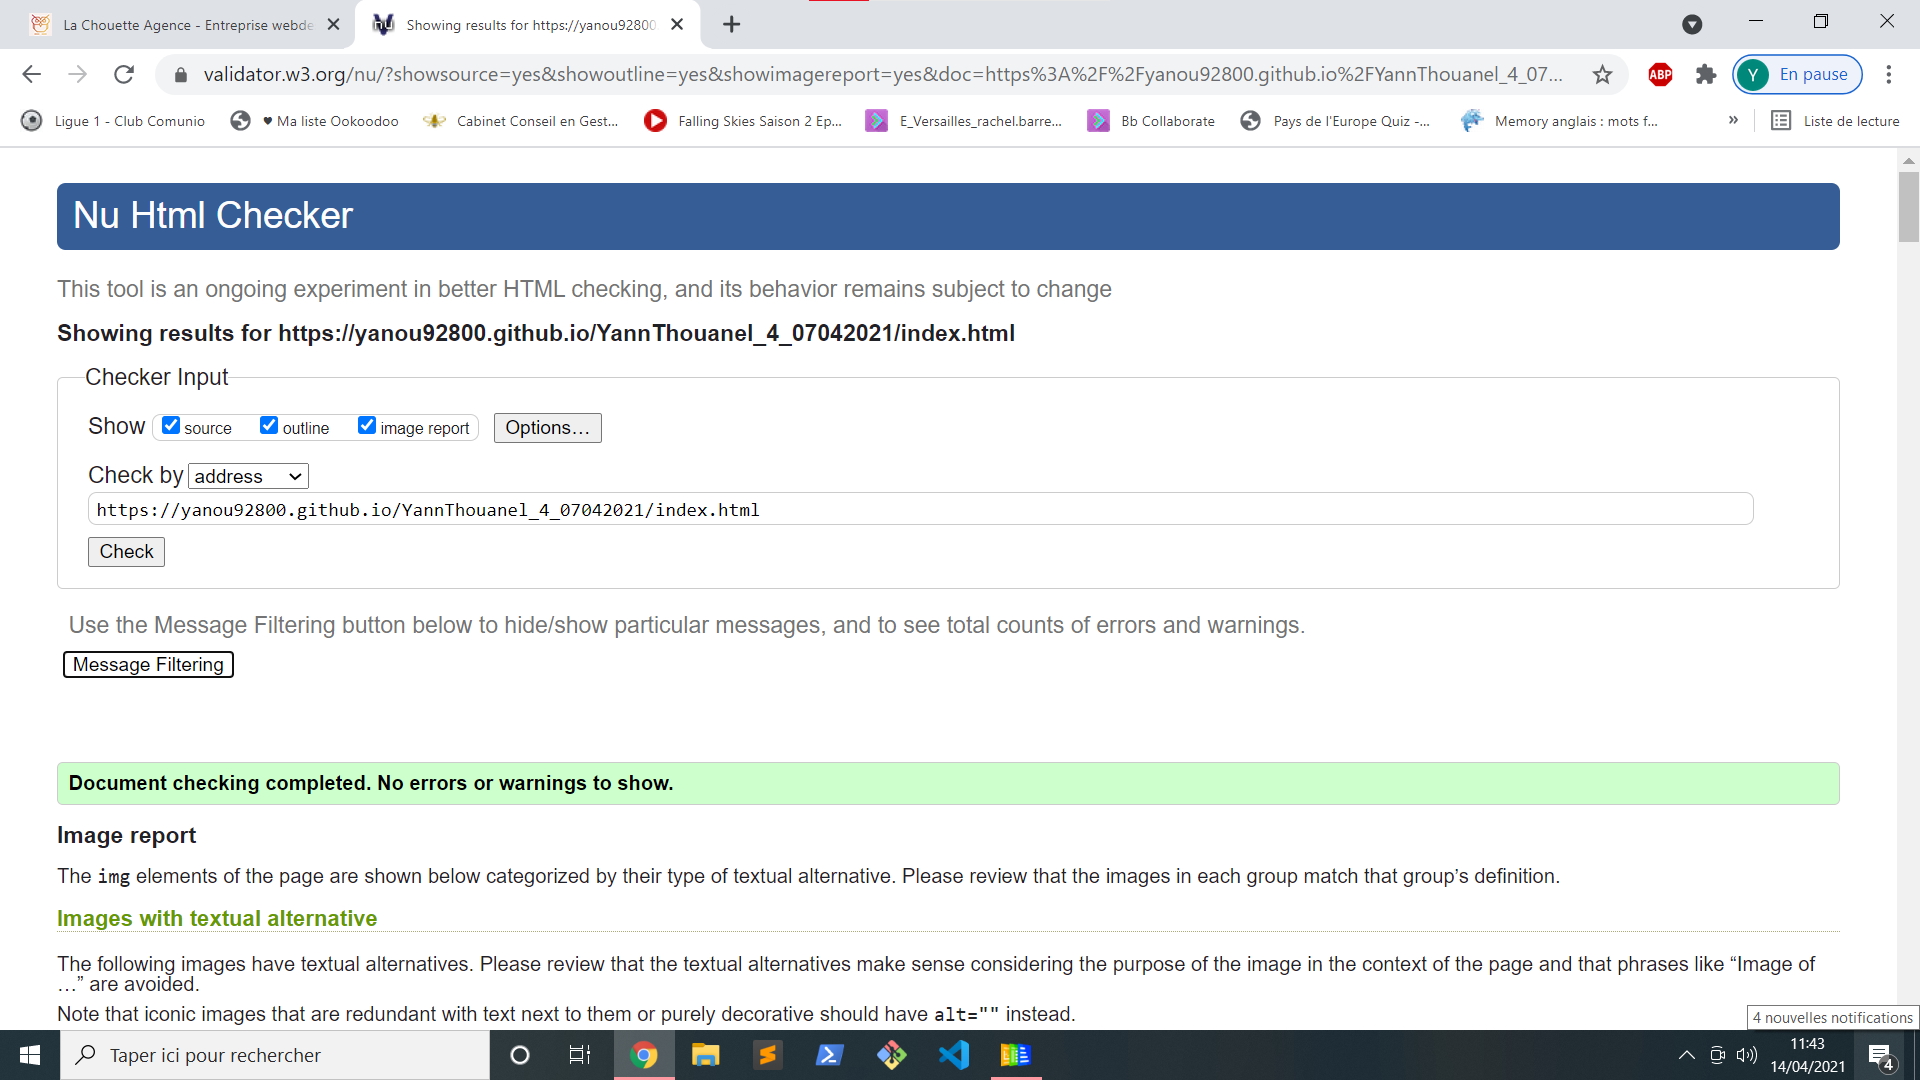 La Chouette Agence - Entreprise webde
Showing results for https://yanou92800
validator.w3.org/nu/?showsource=yes&showoutline=yes&showimagereport=yes&doc=https%3A%2F%2Fyanou92800.github.io%2FYannThouanel_4_07...
ABP
Y
En pause
Ligue 1 - Club Comunio
♥ Ma liste Ookoodoo
Cabinet Conseil en Gest...
Falling Skies Saison 2 Ep...
E_Versailles_rachel.barre...
Bb Collaborate
Pays de l'Europe Quiz -...
Memory anglais : mots f...
»
Liste de lecture
Nu Html Checker
This tool is an ongoing experiment in better HTML checking, and its behavior remains subject to change
Showing results for https://yanou92800.github.io/YannThouanel_4_07042021/index.html
Checker Input
Show source outline image report Options...
Check by address
https://yanou92800.github.io/YannThouanel_4_07042021/index.html
Check
Use the Message Filtering button below to hide/show particular messages, and to see total counts of errors and warnings.
Message Filtering
Document checking completed. No errors or warnings to show.
Image report
The img elements of the page are shown below categorized by their type of textual alternative. Please review that the images in each group match that group’s definition.
Images with textual alternative
The following images have textual alternatives. Please review that the textual alternatives make sense considering the purpose of the image in the context of the page and that phrases like “Image of
…” are avoided.
Note that iconic images that are redundant with text next to them or purely decorative should have alt="" instead.
4 nouvelles notifications
Taper ici pour rechercher
11:43
14/04/2021
4